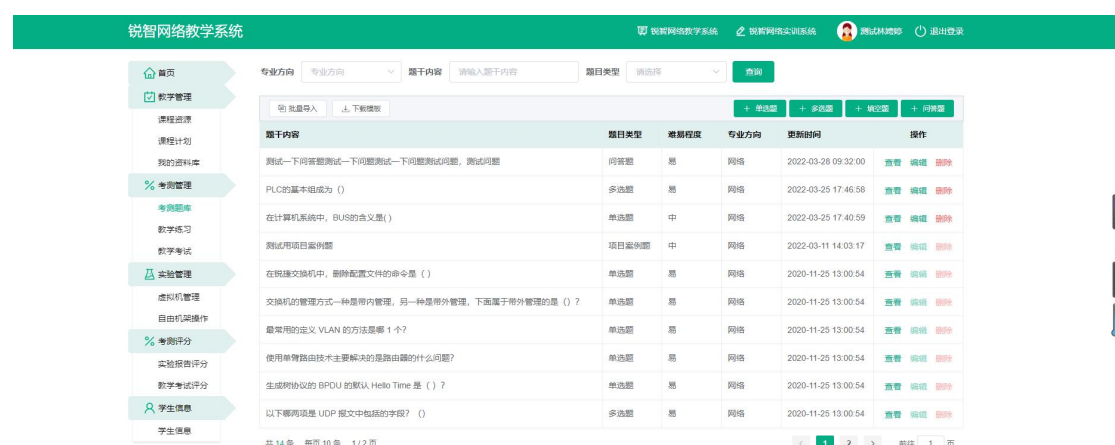 锐智网络教学系统
锐智网络教学系统 锐智网络实训系统 退出登录
首页
教学管理
课程资源
课程计划
我的资料库
考测管理
考测题库
教学练习
教学考试
实验管理
虚拟机管理
自由机架操作
考测评分
实验报告评分
教学考试评分
学生信息
学生信息
专业方向 专业方向 题干内容 请输入题干内容 题目类型 请选择 查询
批量导入 下载模板 + 单选题 + 多选题 + 填空题 + 问答题
题干内容 题目类型 难易程度 专业方向 更新时间 操作
测试一下问答题测试一下问题测试一下问题测试问题,测试问题 问答题 易 网络 2022-03-28 09:32:00 查看 编辑 删除
PLC的基本组成为() 多选题 易 网络 2022-03-25 17:46:58 查看 编辑 删除
在计算机系统中,BUS的含义是( ) 单选题 中 网络 2022-03-25 17:40:59 查看 编辑 删除
测试用项目案例题 项目案例题 中 网络 2022-03-11 14:03:17 查看 编辑 删除
在锐捷交换机中,删除配置文件的命令是() 单选题 易 网络 2020-11-25 13:00:54 查看 编辑 删除
交换机的管理方式一种是带内管理,另一种是带外管理,下面属于带外管理的是()? 单选题 易 网络 2020-11-25 13:00:54 查看 编辑 删除
最常用的定义 VLAN 的方法是哪 1 个? 单选题 易 网络 2020-11-25 13:00:54 查看 编辑 删除
使用单臂路由技术主要解决的是路由器的什么问题? 单选题 易 网络 2020-11-25 13:00:54 查看 编辑 删除
生成树协议的 BPDU 的默认 Hello Time 是()? 单选题 易 网络 2020-11-25 13:00:54 查看 编辑 删除
以下哪两项是 UDP 报文中包括的字段?() 多选题 易 网络 2020-11-25 13:00:54 查看 编辑 删除
共 14 条 每页 10 条 1 / 2 页 < 1 2 > 前往 1 页